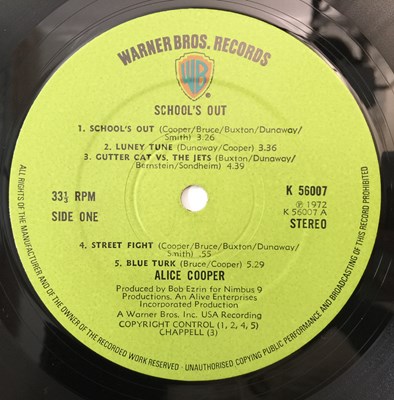 WARNER BROS. RECORDS
WB
SCHOOL'S OUT
1. SCHOOL'S OUT (Cooper/Bruce/Buxton/Dunaway/
Smith) 3.26
2. LUNEY TUNE (Dunaway/Cooper) 3.36
3. GUTTER CAT VS. THE JETS (Buxton/Dunaway/
Bernstein/Sondheim) 4.39
33⅓ RPM
SIDE ONE
K 56007
℗ 1972
K 56007 A
STEREO
4. STREET FIGHT (Cooper/Bruce/Buxton/Dunaway/
Smith) .55
5. BLUE TURK (Bruce/Cooper) 5.29
ALICE COOPER
Produced by Bob Ezrin for Nimbus 9
Productions. An Alive Enterprises
Incorporated Production
A Warner Bros. Inc. USA Recording
COPYRIGHT CONTROL (1, 2, 4, 5)
CHAPPELL (3)
ALL RIGHTS OF THE MANUFACTURER AND OF THE OWNER OF THE RECORDED WORK RESERVED · UNAUTHORISED COPYING PUBLIC PERFORMANCE AND BROADCASTING OF THIS RECORD PROHIBITED